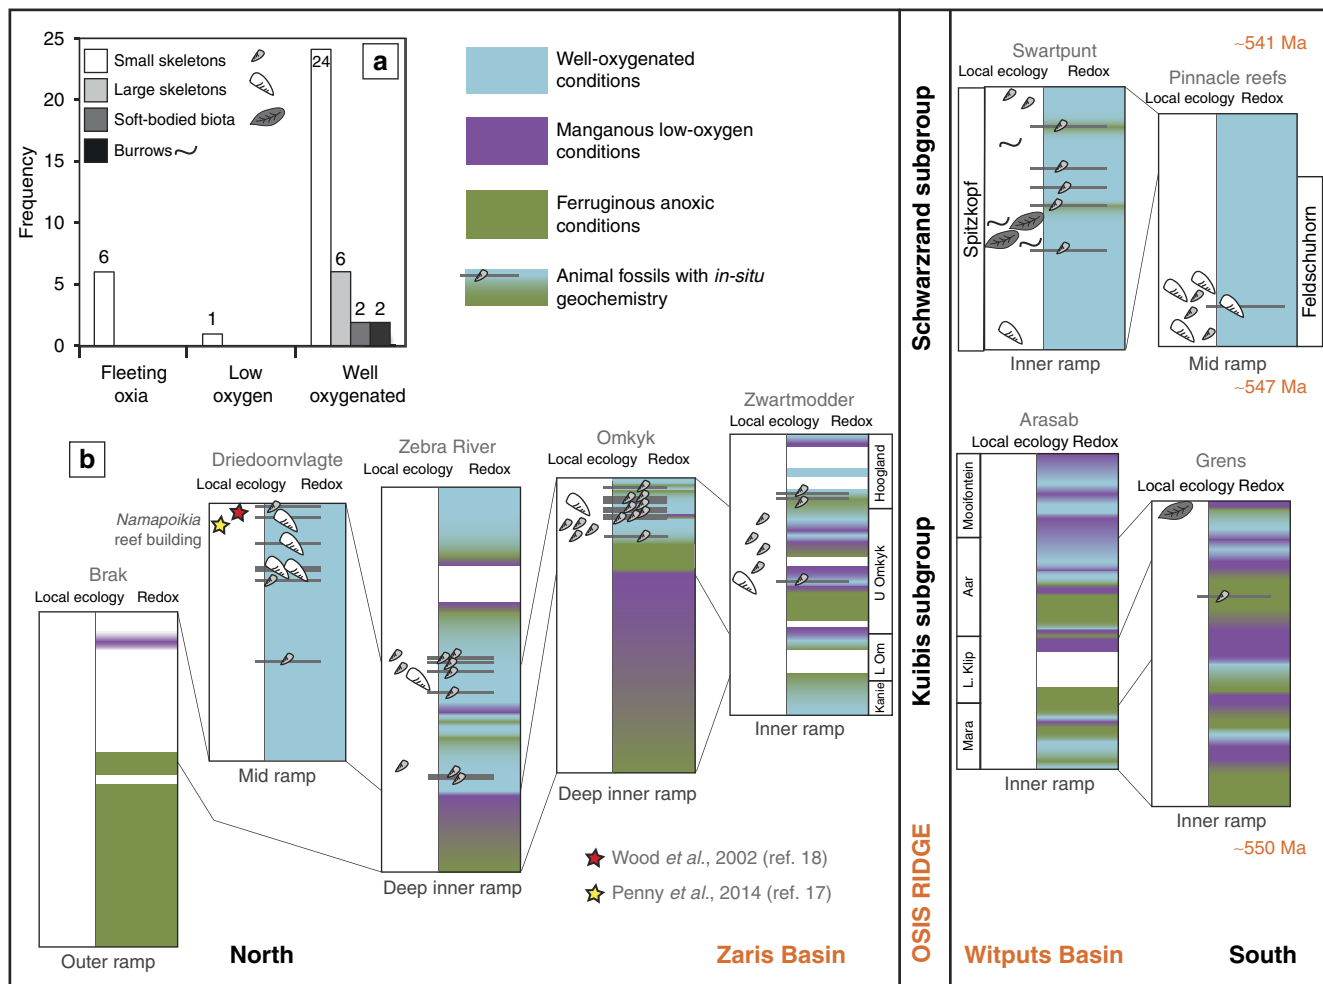 a
25
20
15
10
5
0
Frequency
Small skeletons
Large skeletons
Soft-bodied biota
Burrows
6
1
24
6
2
2
Fleeting
oxia
Low
oxygen
Well
oxygenated
Well-oxygenated
conditions
Manganous low-oxygen
conditions
Ferruginous anoxic
conditions
Animal fossils with in-situ
geochemistry
b
Brak
Local ecology Redox
Outer ramp
Driedoornvlagte
Local ecology Redox
Namapoikia
reef building
Mid ramp
Zebra River
Local ecology Redox
Deep inner ramp
Omkyk
Local ecology Redox
Deep inner ramp
Zwartmodder
Local ecology Redox
Hoogland
U Omkyk
L Om
Kanie
Inner ramp
Wood et al., 2002 (ref. 18)
Penny et al., 2014 (ref. 17)
North
Zaris Basin
Schwarzrand subgroup
Kuibis subgroup
OSIS RIDGE
~541 Ma
Swartpunt
Local ecology Redox
Spitzkopf
Inner ramp
Pinnacle reefs
Local ecology Redox
Feldschuhorn
Mid ramp
~547 Ma
Arasab
Local ecology Redox
Mooifontein
Aar
L. Klip
Mara
Inner ramp
Grens
Local ecology Redox
Inner ramp
~550 Ma
Witputs Basin
South